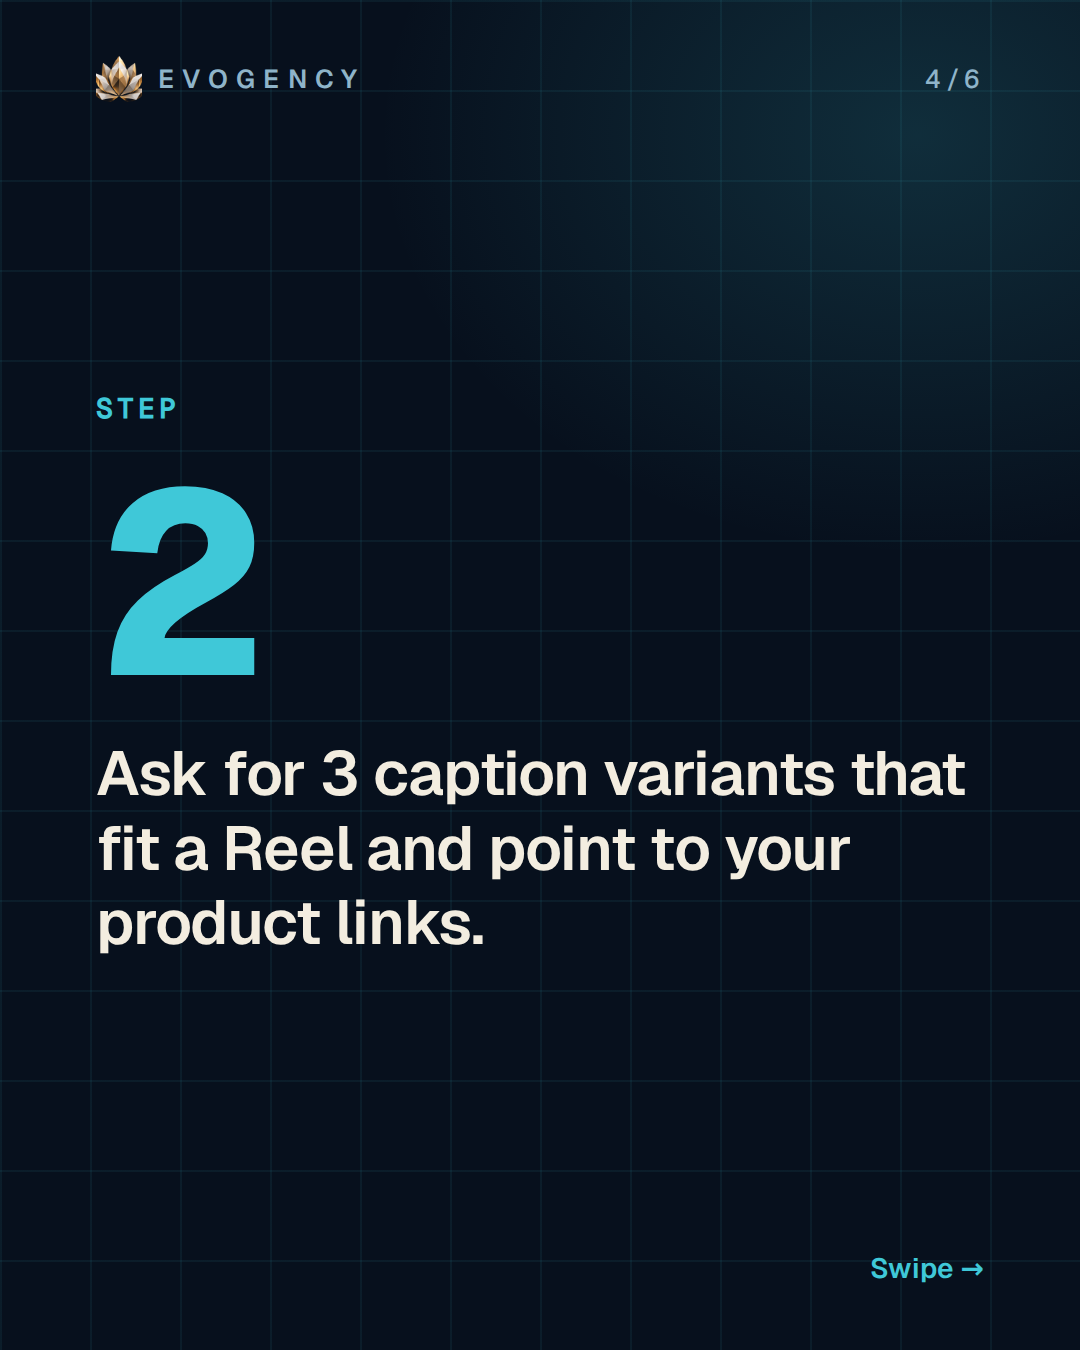 EVOGENCY
4/6
STEP
2
Ask for 3 caption variants that
fit a Reel and point to your
product links.
Swipe →